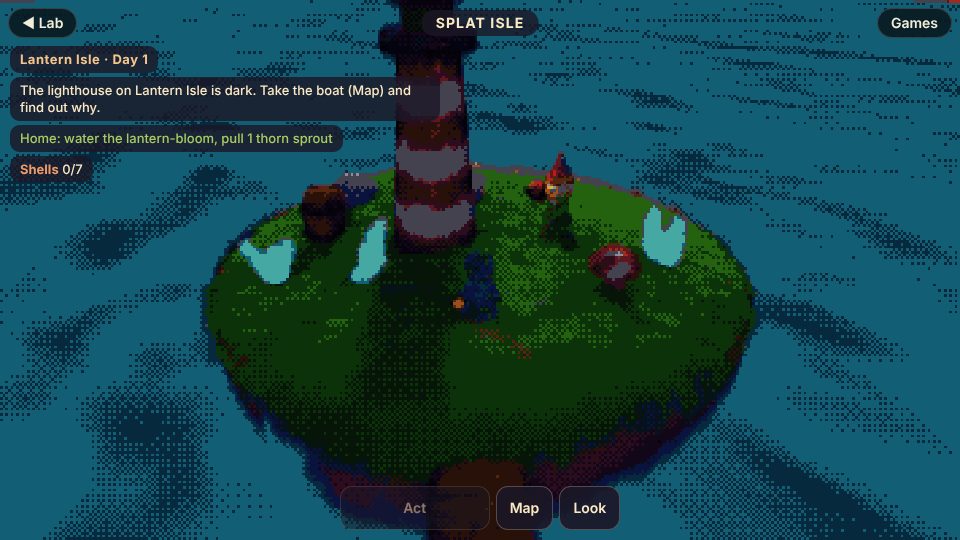 ◀ Lab
SPLAT ISLE
Games
Lantern Isle · Day 1
The lighthouse on Lantern Isle is dark. Take the boat (Map) and
find out why.
Home: water the lantern-bloom, pull 1 thorn sprout
Shells 0/7
Act
Map
Look